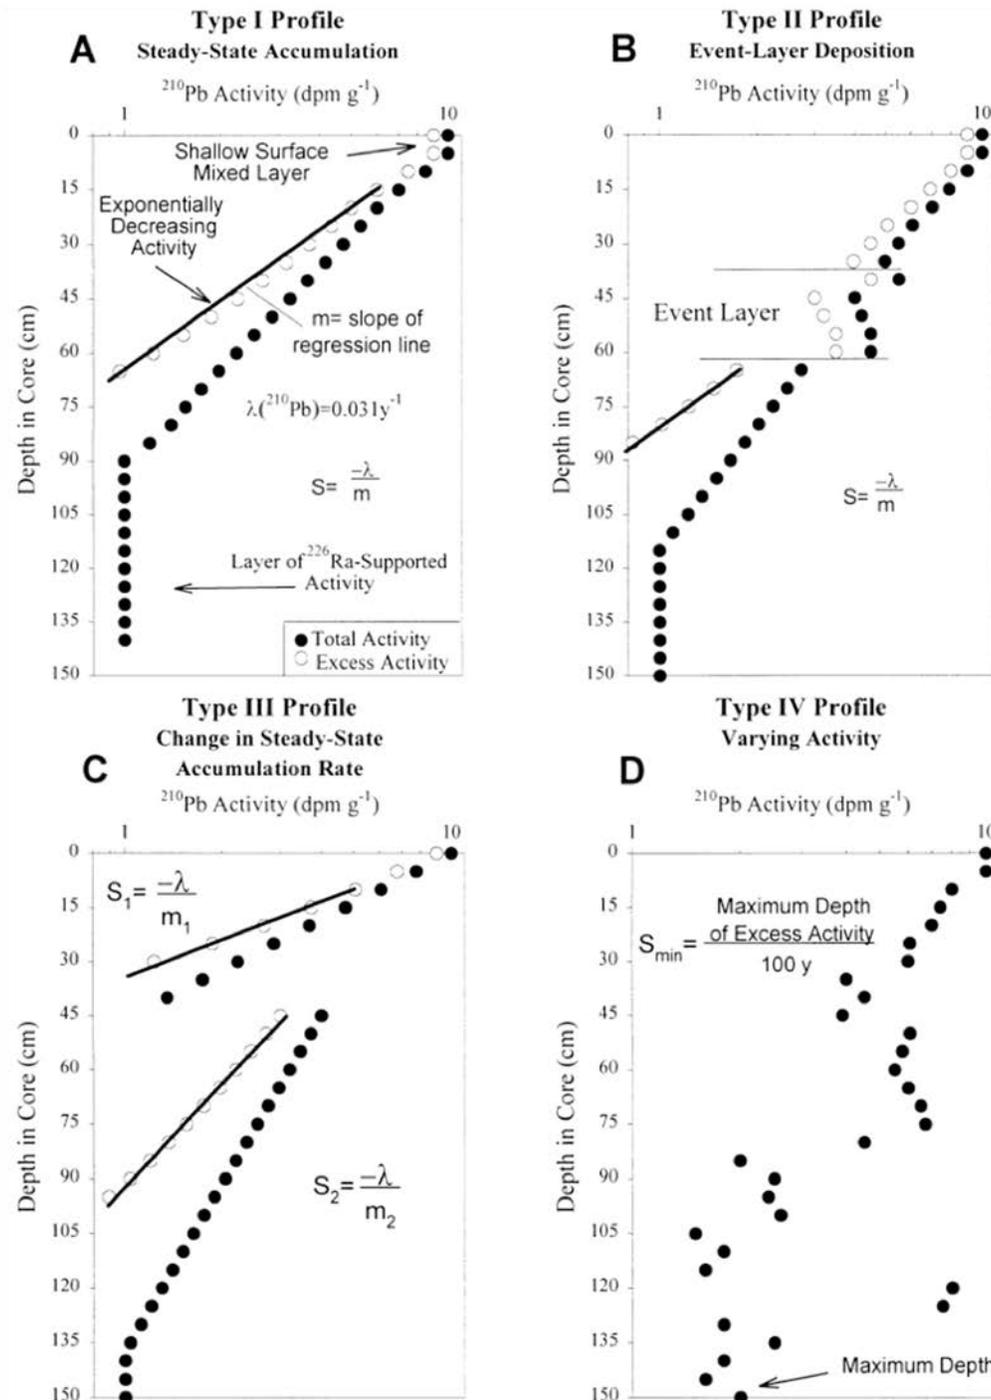 Type I Profile
A
Steady-State Accumulation
²¹⁰Pb Activity (dpm g⁻¹)
1
10
0
15
30
45
60
75
90
105
120
135
150
Depth in Core (cm)
Shallow Surface
Mixed Layer
Exponentially
Decreasing
Activity
m= slope of
regression line
λ(²¹⁰Pb)=0.031y⁻¹
S= -λ
m
Layer of ²²⁶Ra-Supported
Activity
Total Activity
Excess Activity
Type II Profile
B
Event-Layer Deposition
²¹⁰Pb Activity (dpm g⁻¹)
1
10
0
15
30
45
60
75
90
105
120
135
150
Depth in Core (cm)
Event Layer
S= -λ
m
Type III Profile
Change in Steady-State
C
Accumulation Rate
²¹⁰Pb Activity (dpm g⁻¹)
1
10
0
15
30
45
60
75
90
105
120
135
150
Depth in Core (cm)
S₁= -λ
m₁
S₂= -λ
m₂
Type IV Profile
Varying Activity
D
²¹⁰Pb Activity (dpm g⁻¹)
1
10
0
15
30
45
60
75
90
105
120
135
150
Depth in Core (cm)
Maximum Depth
Smin= of Excess Activity
100 y
Maximum Depth